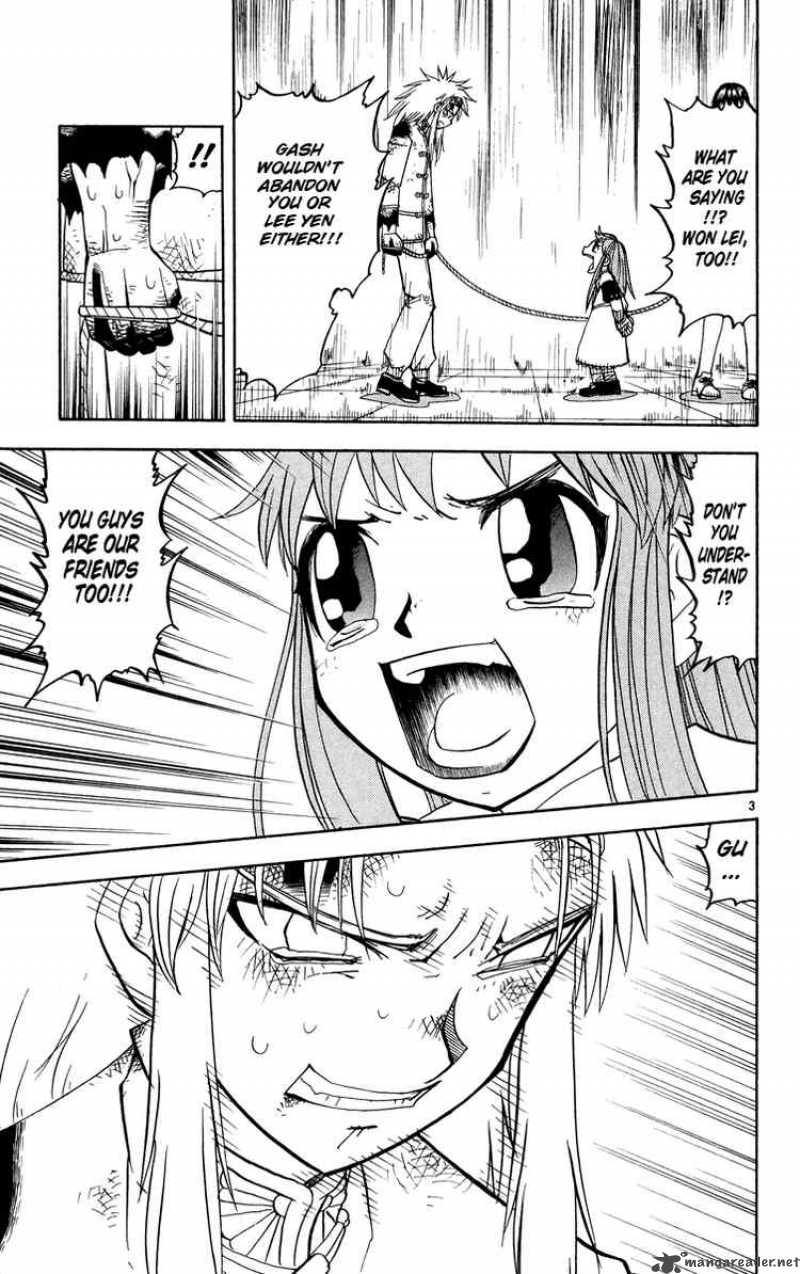 WHAT
ARE YOU
SAYING
!!?
WON LEI,
TOO!!
GASH
WOULDN'T
ABANDON
YOU OR
LEE YEN
EITHER!!!
!!
DON'T
YOU
UNDER-
STAND
!?
YOU GUYS
ARE OUR
FRIENDS
TOO!!!
3
GU
...
mangareader.net